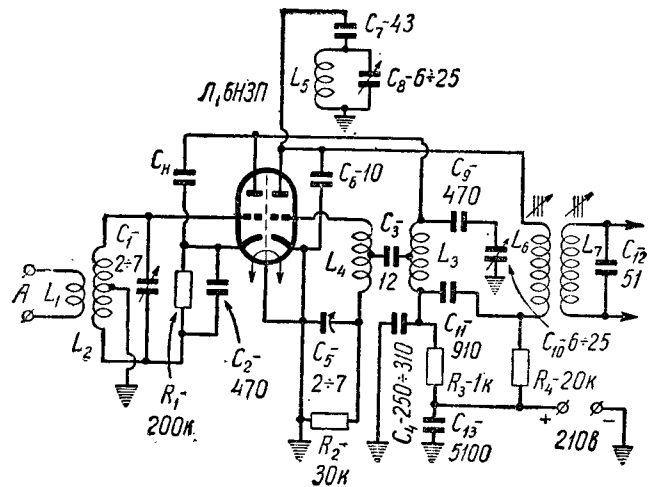 C₇-43
L₅
C₈-6÷25
Л₁ 6Н3П
Cн
C₆-10
C₉-
470
C₁-
2÷7
A
L₁
L₂
L₄
C₃-
12
L₃
L₆
L₇
C₁₂-
51
C₂-
470
R₁-
200к
C₅-
2÷7
R₂-
30к
C₄-250÷310
C₁₁-
910
R₃-1к
C₁₃-
5100
C₁₀-6÷25
R₄-20к
+ -
210в